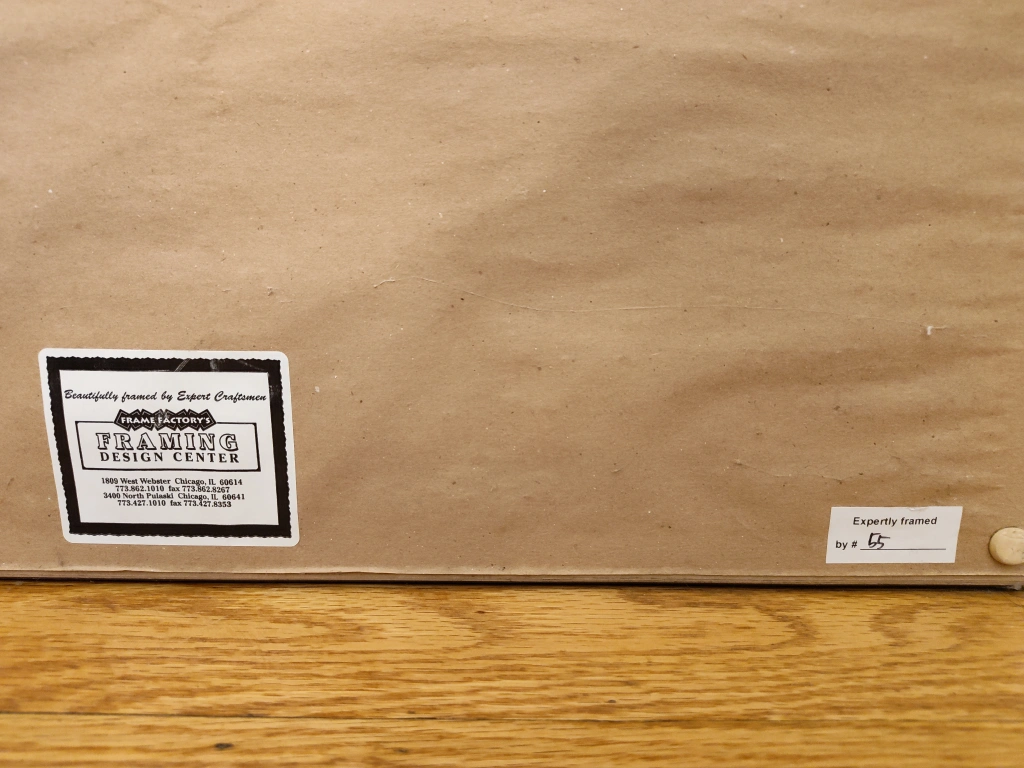 Beautifully framed by Expert Craftsmen
FRAME FACTORY'S
FRAMING
DESIGN CENTER
1809 West Webster Chicago, IL 60614
773.862.1010 fax 773.862.8267
3400 North Pulaski Chicago, IL 60641
773.427.1010 fax 773.427.8353
Expertly framed
by # 55